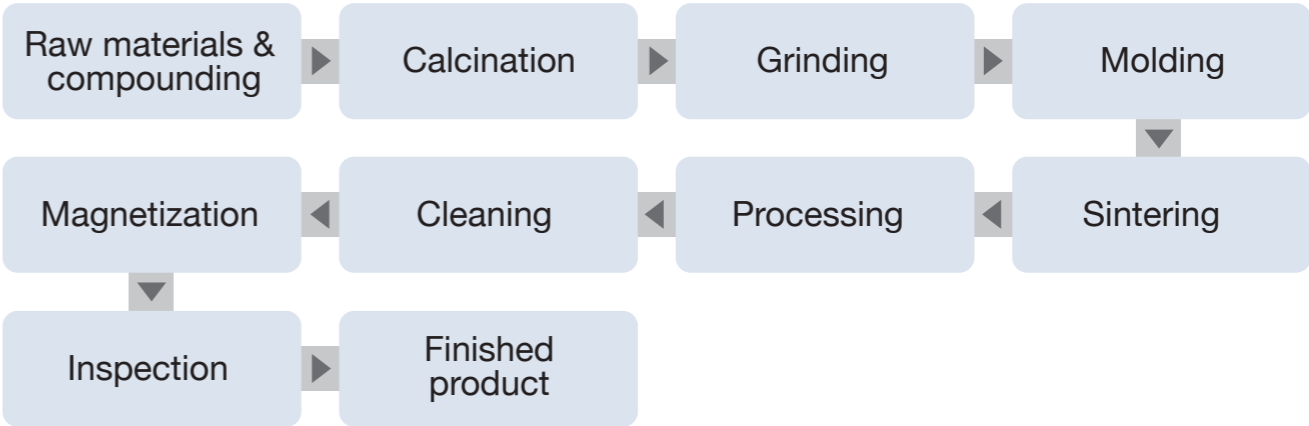 Raw materials &
compounding
Calcination
Grinding
Molding
Sintering
Processing
Cleaning
Magnetization
Inspection
Finished
product